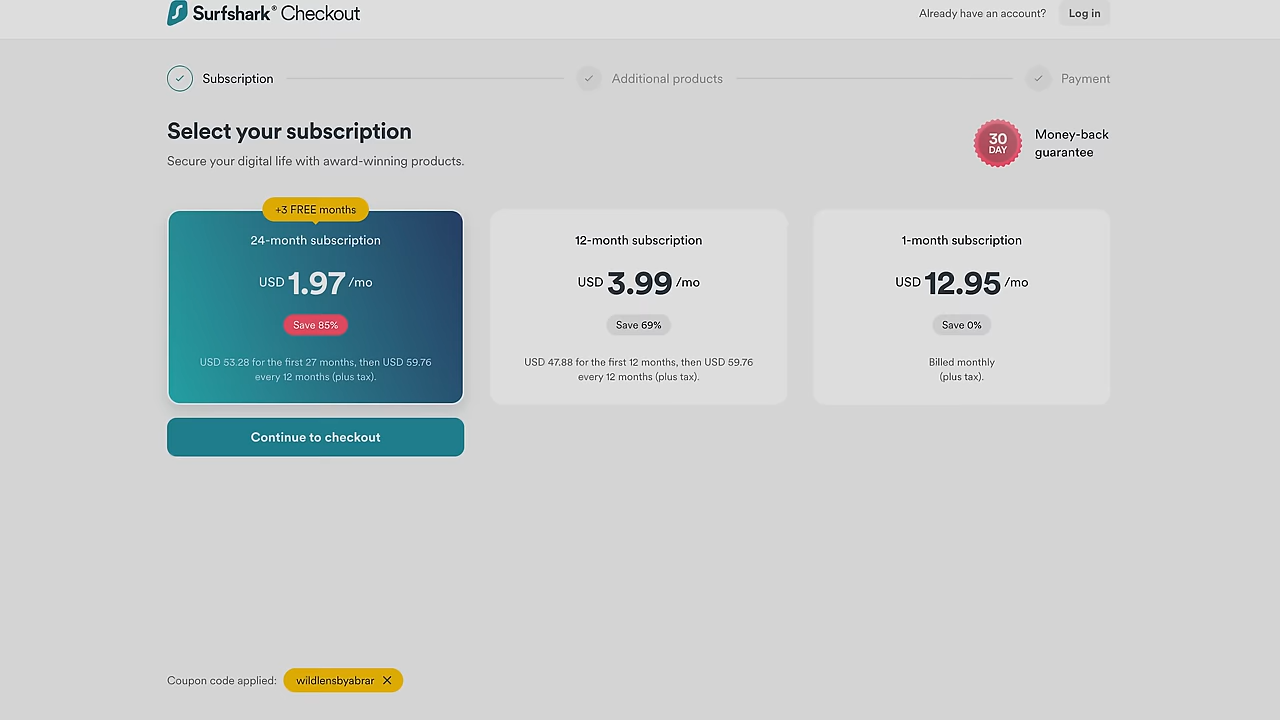 Surfshark® Checkout
Already have an account?
Log in
Subscription
Additional products
Payment
Select your subscription
Secure your digital life with award-winning products.
30
DAY
Money-back
guarantee
+3 FREE months
24-month subscription
USD 1.97 /mo
Save 85%
USD 53.28 for the first 27 months, then USD 59.76
every 12 months (plus tax).
Continue to checkout
12-month subscription
USD 3.99 /mo
Save 69%
USD 47.88 for the first 12 months, then USD 59.76
every 12 months (plus tax).
1-month subscription
USD 12.95 /mo
Save 0%
Billed monthly
(plus tax).
Coupon code applied: wildlensbyabrar